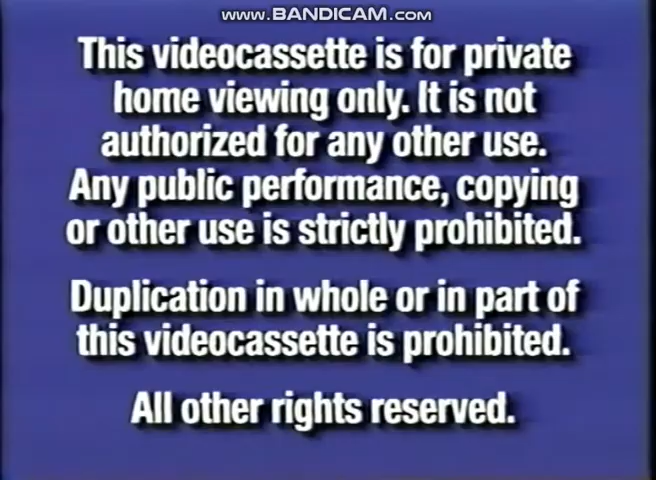 www.BANDICAM.com
This videocassette is for private
home viewing only. It is not
authorized for any other use.
Any public performance, copying
or other use is strictly prohibited.
Duplication in whole or in part of
this videocassette is prohibited.
All other rights reserved.